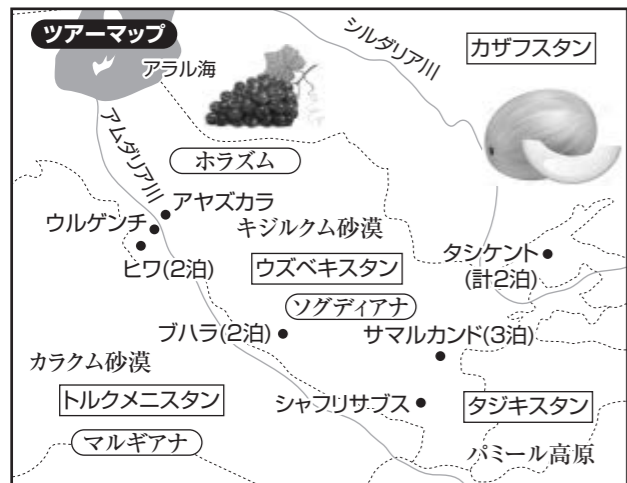 ツアーマップ
アラル海
シルダリア川
カザフスタン
アムダリア川
ホラズム
アヤズカラ
ウルゲンチ
ヒワ(2泊)
キジルクム砂漠
ウズベキスタン
タシケント
(計2泊)
ソグディアナ
ブハラ(2泊)
サマルカンド(3泊)
カラクム砂漠
トルクメニスタン
シャフリサブス
タジキスタン
マルギアナ
パミール高原